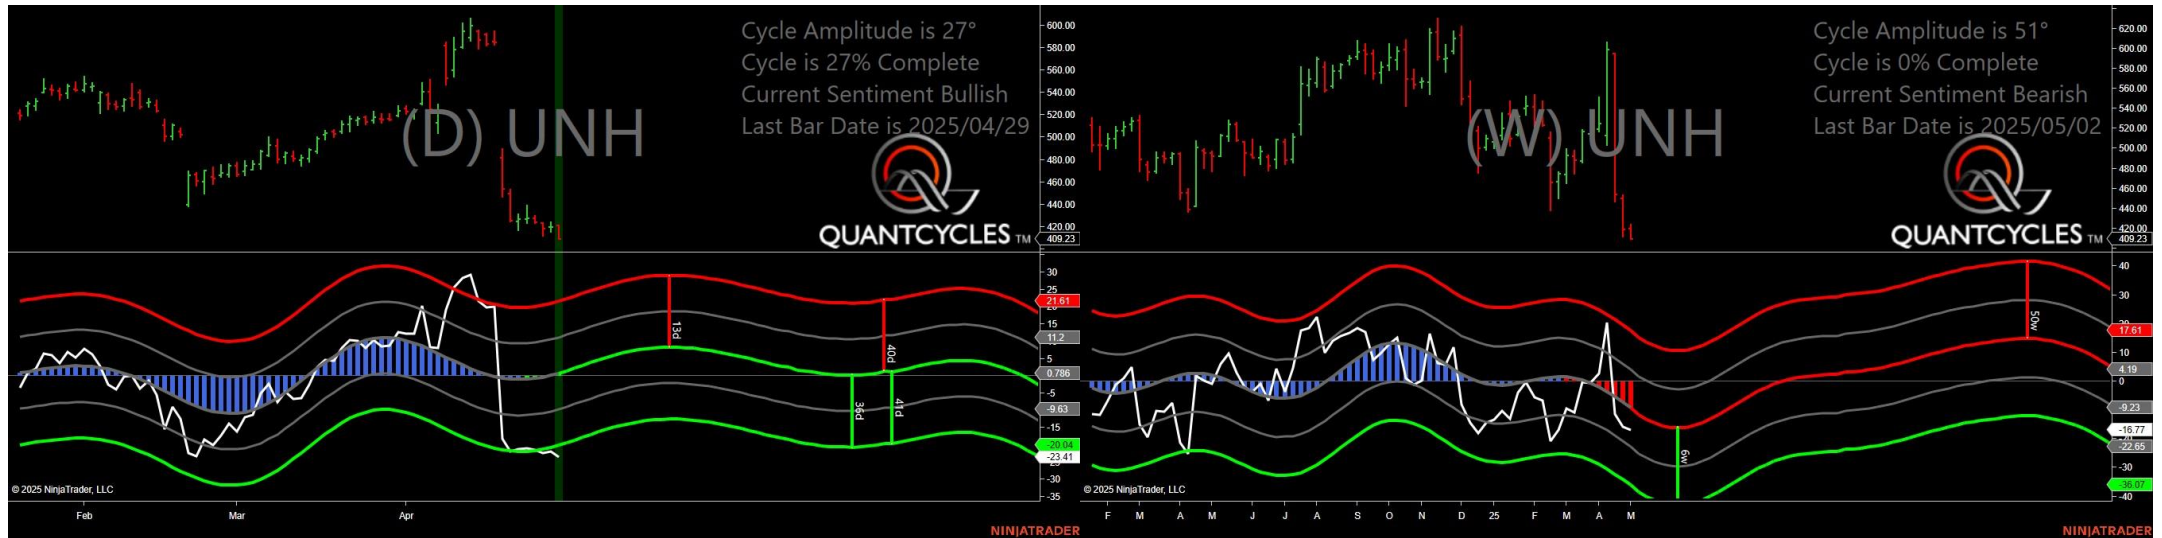 Cycle Amplitude is 27°
Cycle is 27% Complete
Current Sentiment Bullish
Last Bar Date is 2025/04/29
(D) UNH
QUANTCYCLES TM
600.00
580.00
560.00
540.00
520.00
500.00
480.00
460.00
440.00
420.00
409.23
30
25
21.61
15
11.2
5
0.786
-5
-9.63
-15
-20.04
-23.41
-30
-35
13d
40d
36d
41d
© 2025 NinjaTrader, LLC
Feb
Mar
Apr
NINJATRADER
Cycle Amplitude is 51°
Cycle is 0% Complete
Current Sentiment Bearish
Last Bar Date is 2025/05/02
(W) UNH
QUANTCYCLES TM
620.00
600.00
580.00
560.00
540.00
520.00
500.00
480.00
460.00
440.00
420.00
409.23
40
30
17.61
10
4.19
0
-9.23
-16.77
-22.65
-30
-36.07
-40
50w
6w
© 2025 NinjaTrader, LLC
F M A M J J A S O N D 25 F M A M
NINJATRADER